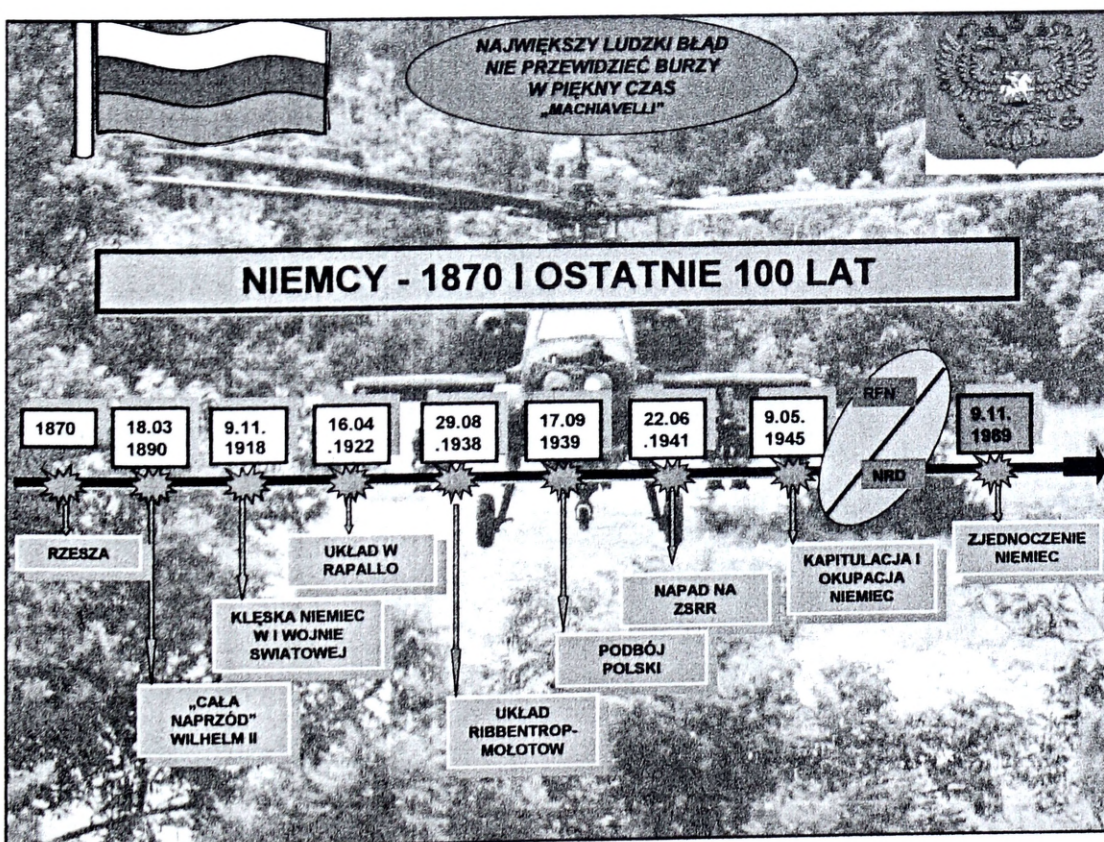 NAJWIĘKSZY LUDZKI BŁĄD
NIE PRZEWIDZIEĆ BURZY
W PIĘKNY CZAS
„MACHIAVELLI”
NIEMCY - 1870 I OSTATNIE 100 LAT
1870
18.03
1890
9.11.
1918
16.04
.1922
29.08
.1938
17.09
1939
22.06
.1941
9.05.
1945
RFN
NRD
9.11.
1989
RZESZA
„CAŁA
NAPRZÓD”
WILHELM II
KLĘSKA NIEMIEC
W I WOJNIE
SWIATOWEJ
UKŁAD W
RAPALLO
UKŁAD
RIBBENTROP-
MOŁOTOW
PODBÓJ
POLSKI
NAPAD NA
ZSRR
KAPITULACJA I
OKUPACJA
NIEMIEC
ZJEDNOCZENIE
NIEMIEC